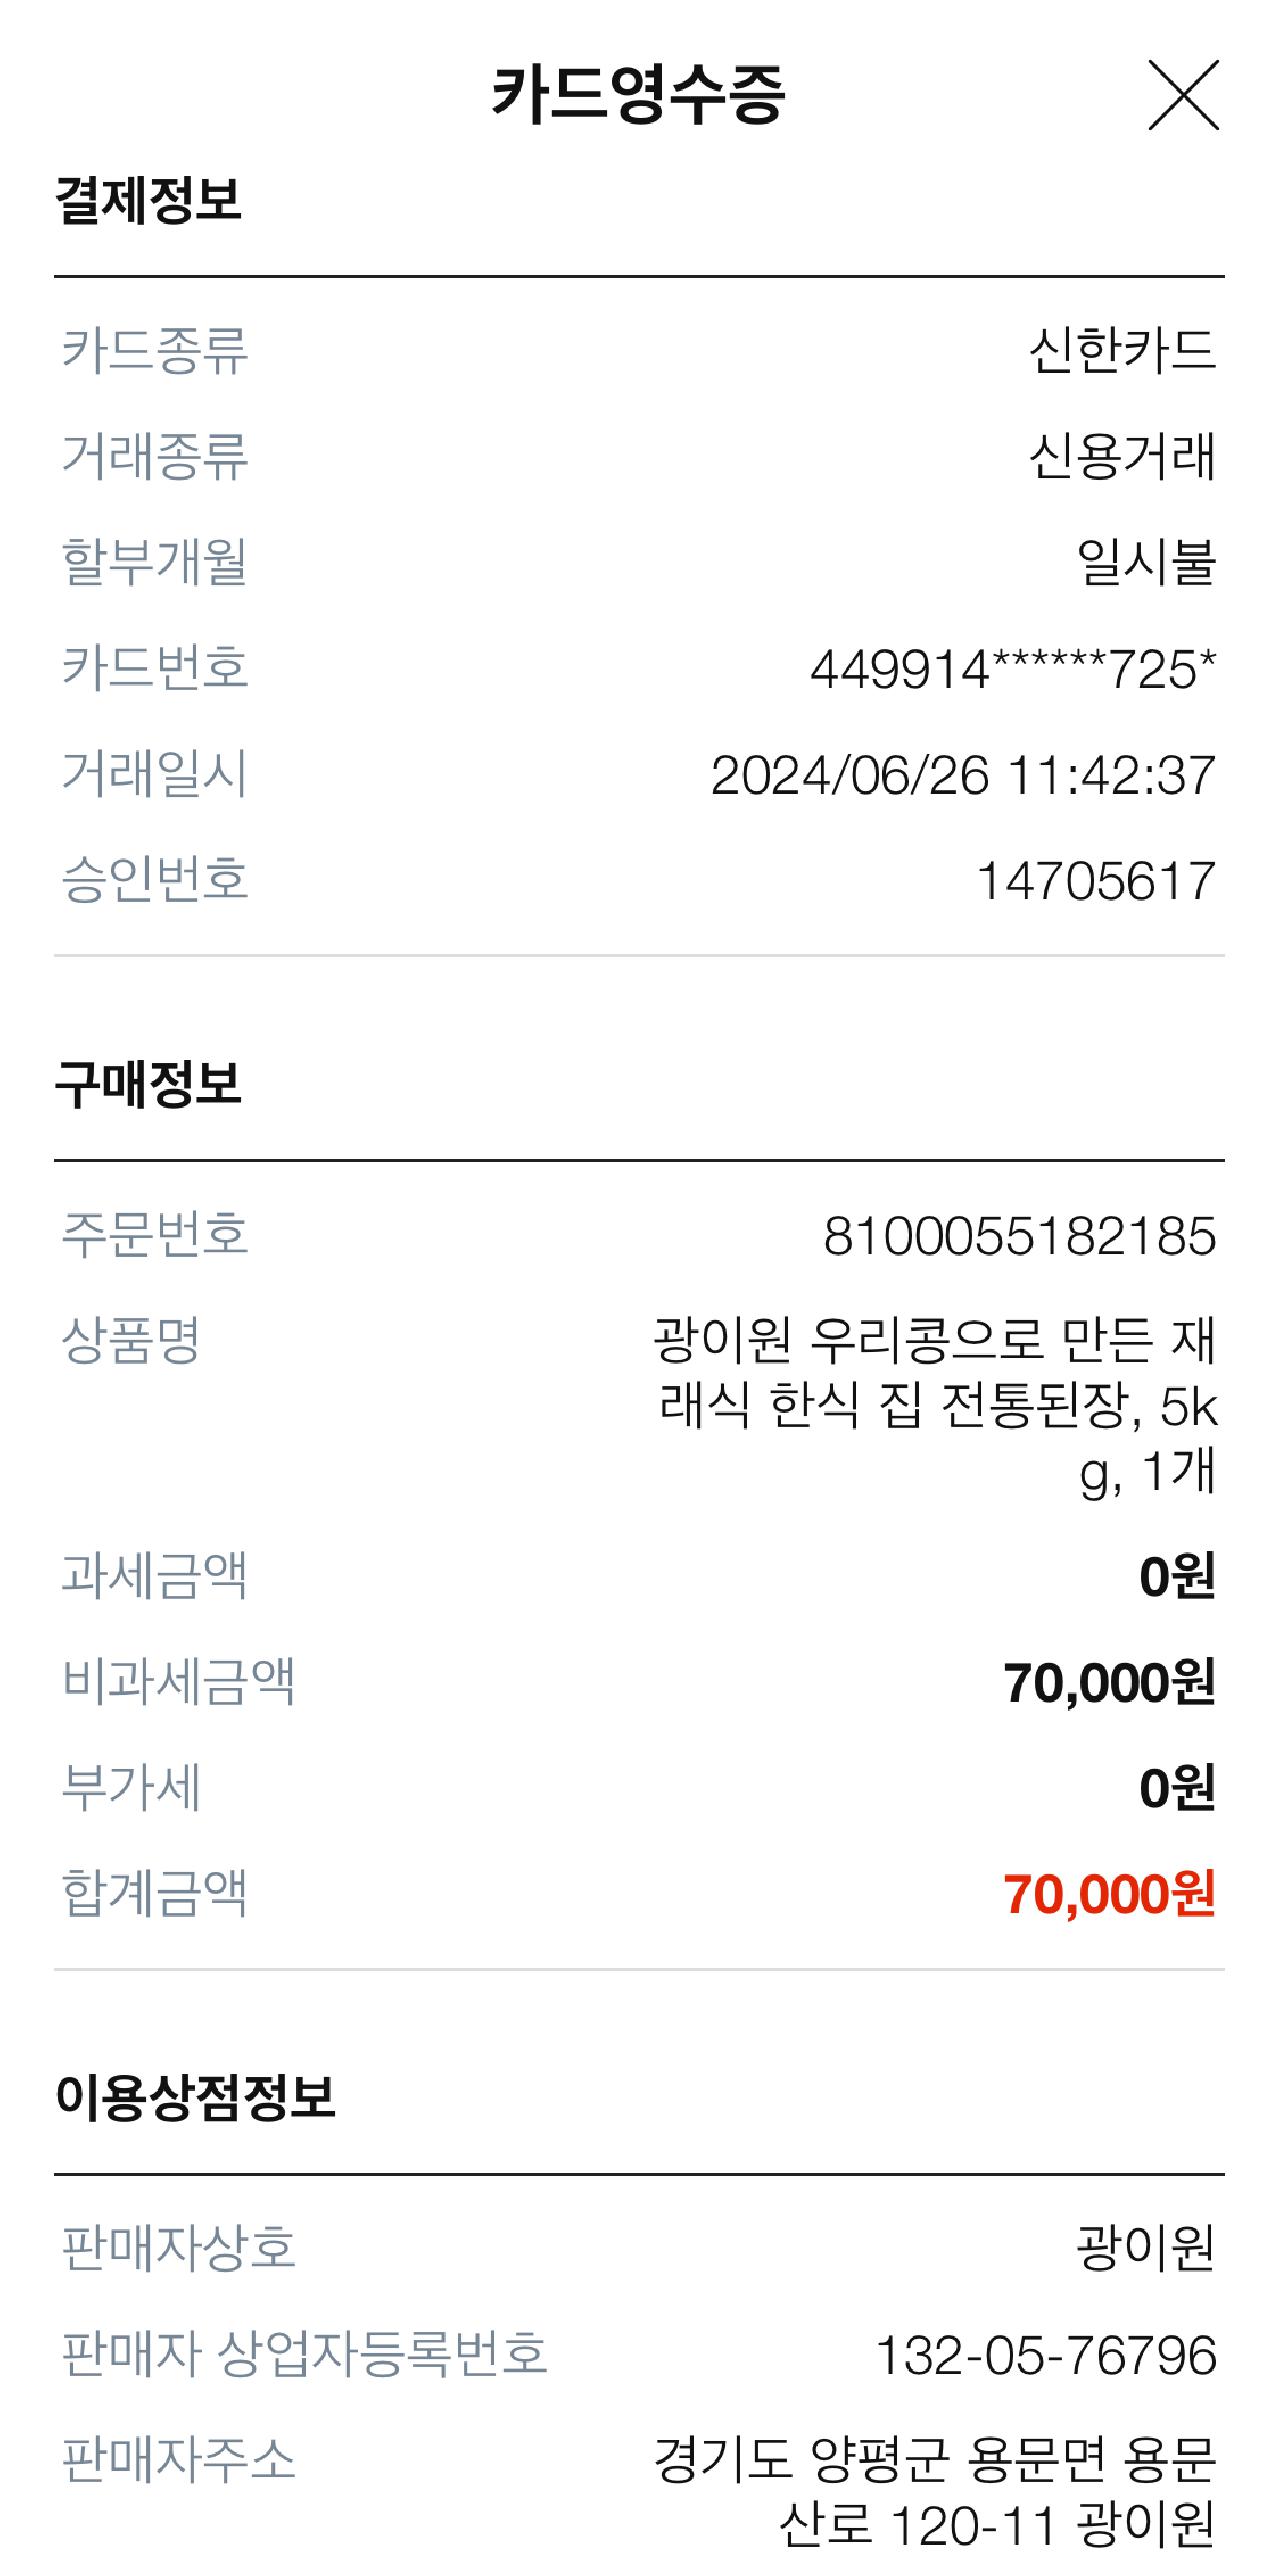 카드영수증
결제정보
카드종류 신한카드
거래종류 신용거래
할부개월 일시불
카드번호 449914******725*
거래일시 2024/06/26 11:42:37
승인번호 14705617
구매정보
주문번호 8100055182185
상품명 광이원 우리콩으로 만든 재
래식 한식 집 전통된장, 5k
g, 1개
과세금액 0원
비과세금액 70,000원
부가세 0원
합계금액 70,000원
이용상점정보
판매자상호 광이원
판매자 상업자등록번호 132-05-76796
판매자주소 경기도 양평군 용문면 용문
산로 120-11 광이원